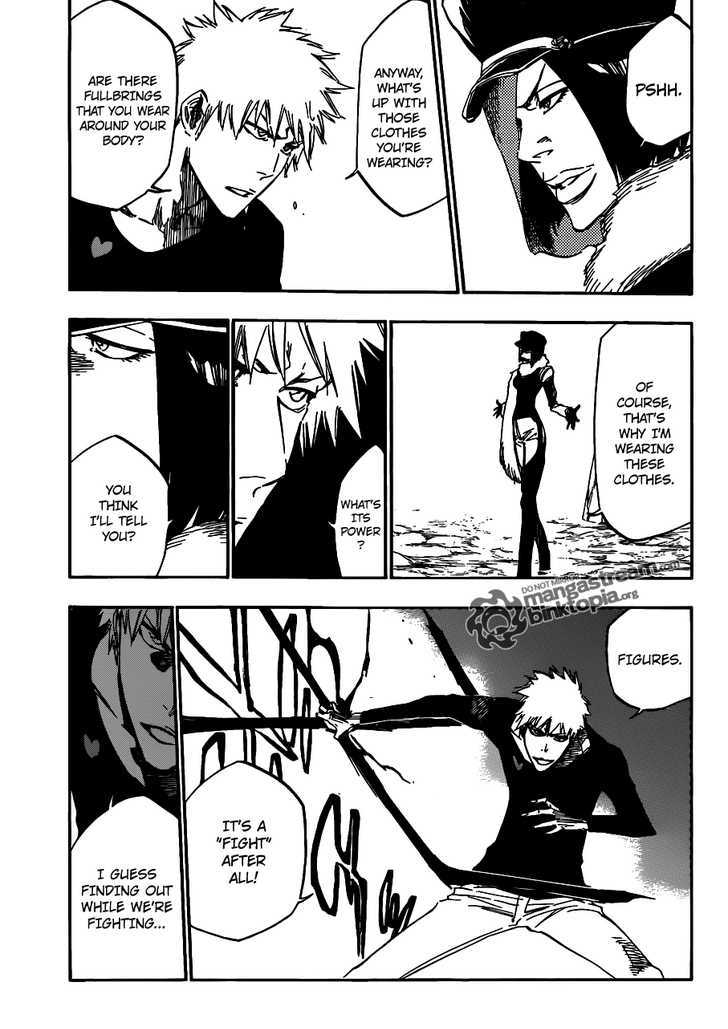 PSHH.
ANYWAY,
WHAT'S
UP WITH
THOSE
CLOTHES
YOU'RE
WEARING?
ARE THERE
FULLBRINGS
THAT YOU WEAR
AROUND YOUR
BODY?
OF
COURSE,
THAT'S
WHY I'M
WEARING
THESE
CLOTHES.
WHAT'S
ITS
POWER
?
YOU
THINK
I'LL TELL
YOU?
DO NOT MIRROR
mangastream.com
binktopia.org
FIGURES.
IT'S A
"FIGHT"
AFTER
ALL!
I GUESS
FINDING OUT
WHILE WE'RE
FIGHTING...